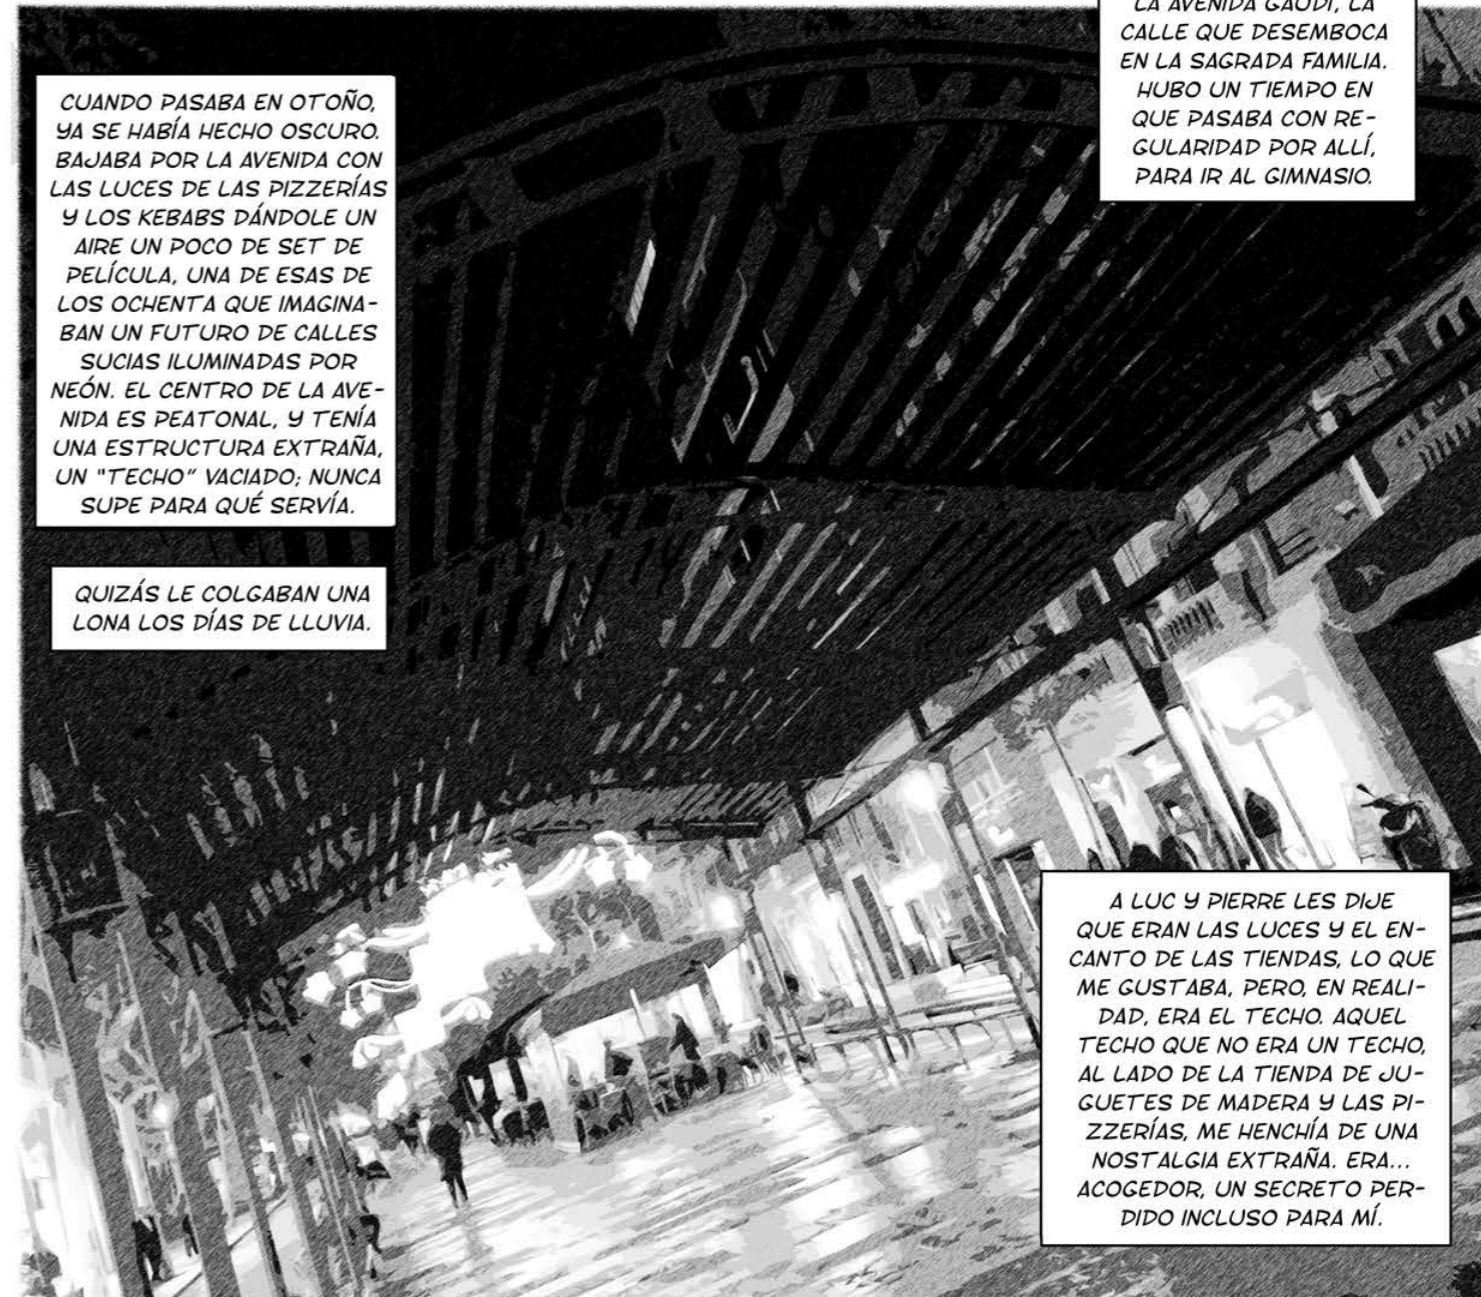 LA AVENIDA GAUDÍ, LA
CALLE QUE DESEMBOCA
EN LA SAGRADA FAMILIA.
HUBO UN TIEMPO EN
QUE PASABA CON RE-
GULARIDAD POR ALLÍ,
PARA IR AL GIMNASIO.
CUANDO PASABA EN OTOÑO,
YA SE HABÍA HECHO OSCURO.
BAJABA POR LA AVENIDA CON
LAS LUCES DE LAS PIZZERÍAS
Y LOS KEBABS DÁNDOLE UN
AIRE UN POCO DE SET DE
PELÍCULA, UNA DE ESAS DE
LOS OCHENTA QUE IMAGINA-
BAN UN FUTURO DE CALLES
SUCIAS ILUMINADAS POR
NEÓN. EL CENTRO DE LA AVE-
NIDA ES PEATONAL, Y TENÍA
UNA ESTRUCTURA EXTRAÑA,
UN "TECHO" VACIADO; NUNCA
SUPE PARA QUÉ SERVÍA.
QUIZÁS LE COLGABAN UNA
LONA LOS DÍAS DE LLUVIA.
A LUC Y PIERRE LES DIJE
QUE ERAN LAS LUCES Y EL EN-
CANTO DE LAS TIENDAS, LO QUE
ME GUSTABA, PERO, EN REALI-
DAD, ERA EL TECHO. AQUEL
TECHO QUE NO ERA UN TECHO,
AL LADO DE LA TIENDA DE JU-
GUETES DE MADERA Y LAS PI-
ZZERÍAS, ME HENCHÍA DE UNA
NOSTALGIA EXTRAÑA. ERA...
ACOGEDOR, UN SECRETO PER-
DIDO INCLUSO PARA MÍ.